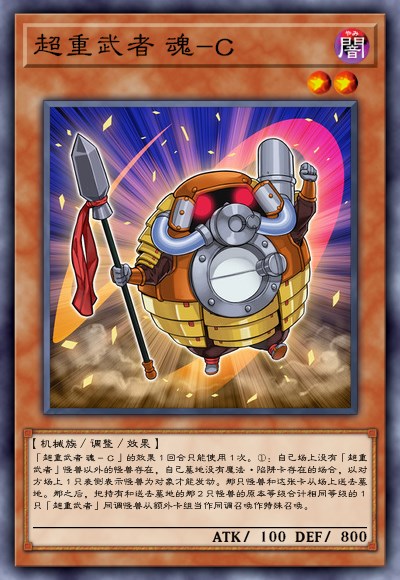 超重武者 魂-C
やみ
闇
【机械族／调整／效果】
「超重武者 魂-C」的效果1回合只能使用1次。①：自己场上没有「超重
武者」怪兽以外的怪兽存在，自己墓地没有魔法·陷阱卡存在的场合，以对
方场上1只表侧表示怪兽为对象才能发动。那只怪兽和这张卡从场上送去墓
地。那之后，把持有和送去墓地的那2只怪兽的原本等级合计相同等级的1
只「超重武者」同调怪兽从额外卡组当作同调召唤作特殊召唤。
ATK/ 100 DEF/ 800